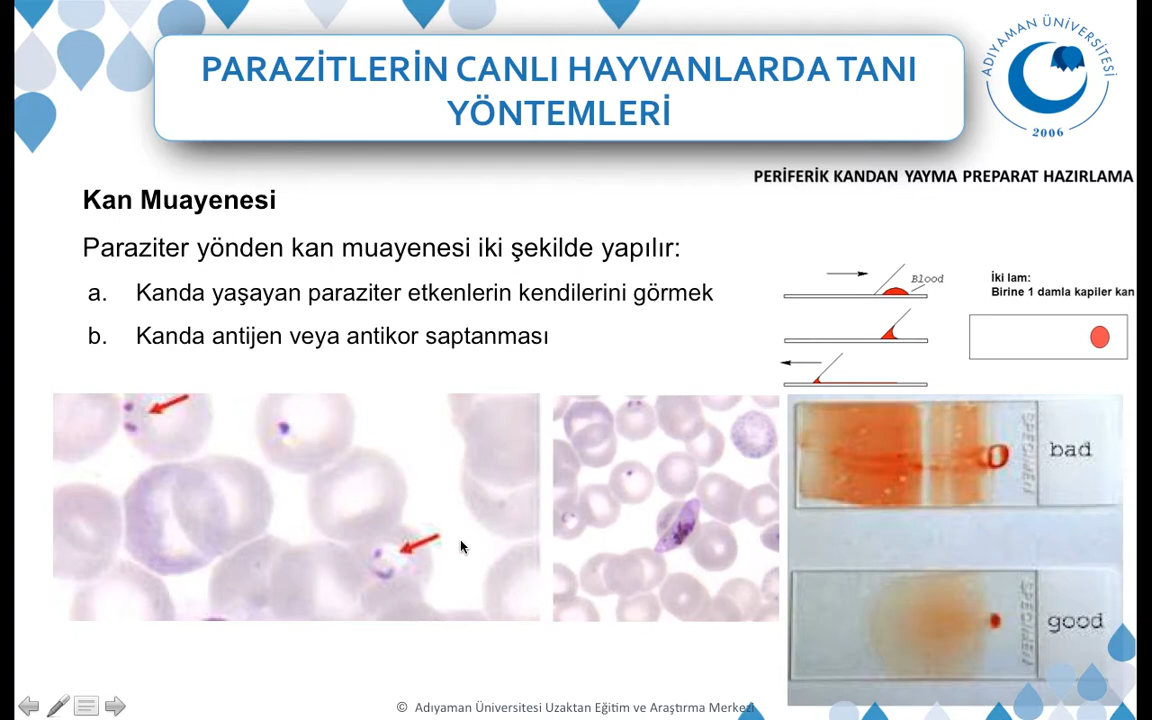 PARAZİTLERİN CANLI HAYVANLARDA TANI
YÖNTEMLERİ
ADIYAMAN ÜNİVERSİTESİ
2006
PERİFERİK KANDAN YAYMA PREPARAT HAZIRLAMA
Kan Muayenesi
Paraziter yönden kan muayenesi iki şekilde yapılır:
a. Kanda yaşayan paraziter etkenlerin kendilerini görmek
b. Kanda antijen veya antikor saptanması
Blood
İki lam:
Birine 1 damla kapiler kan
SPECIMEN
bad
SPECIMEN
good
© Adıyaman Üniversitesi Uzaktan Eğitim ve Araştırma Merkezi